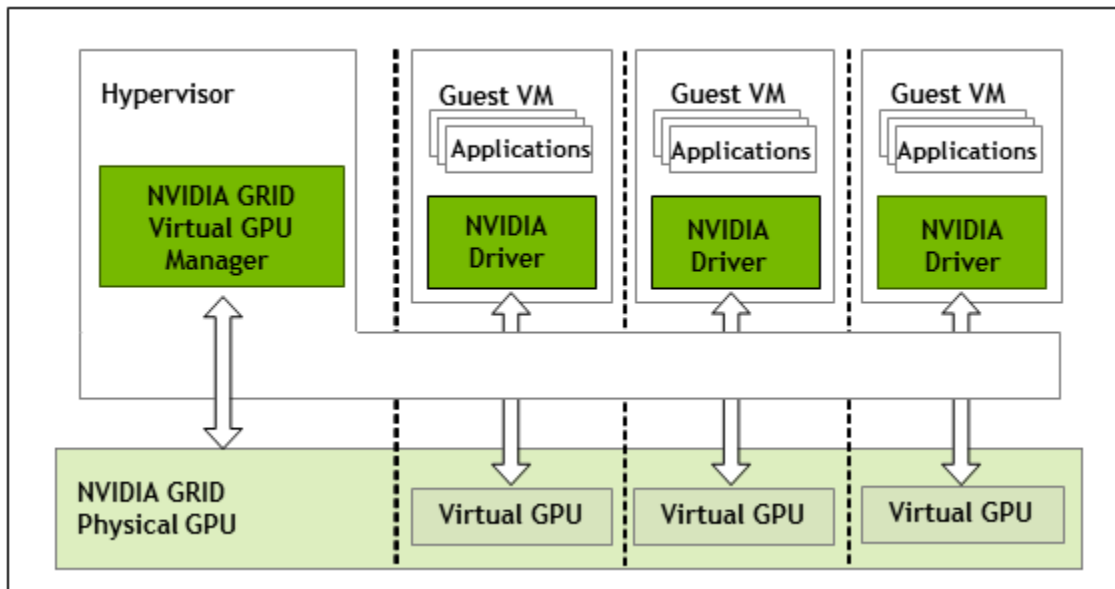 Hypervisor
NVIDIA GRID
Virtual GPU
Manager
Guest VM
Applications
NVIDIA
Driver
Guest VM
Applications
NVIDIA
Driver
Guest VM
Applications
NVIDIA
Driver
NVIDIA GRID
Physical GPU
Virtual GPU
Virtual GPU
Virtual GPU